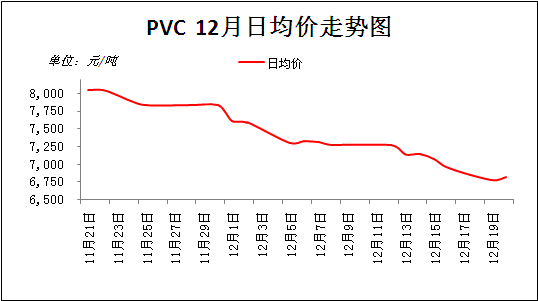 PVC 12月日均价走势图
单位：元/吨
日均价
8,000
7,750
7,500
7,250
7,000
6,750
6,500
11月21日
11月23日
11月25日
11月27日
11月29日
12月1日
12月3日
12月5日
12月7日
12月9日
12月11日
12月13日
12月15日
12月17日
12月19日